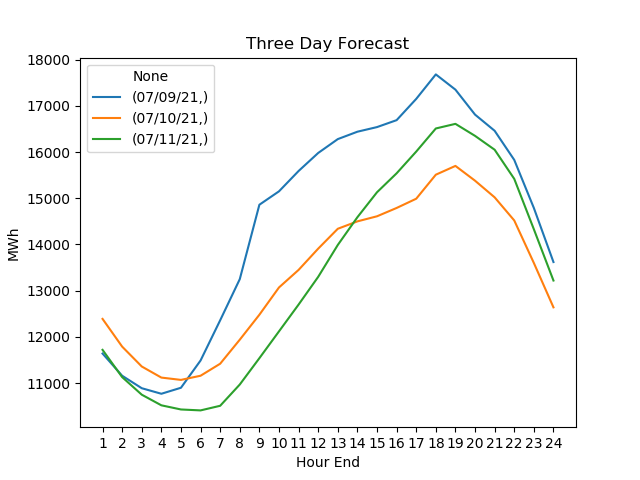 Three Day Forecast
18000
17000
16000
15000
14000
13000
12000
11000
MWh
None
(07/09/21,)
(07/10/21,)
(07/11/21,)
1 2 3 4 5 6 7 8 9 10 11 12 13 14 15 16 17 18 19 20 21 22 23 24
Hour End